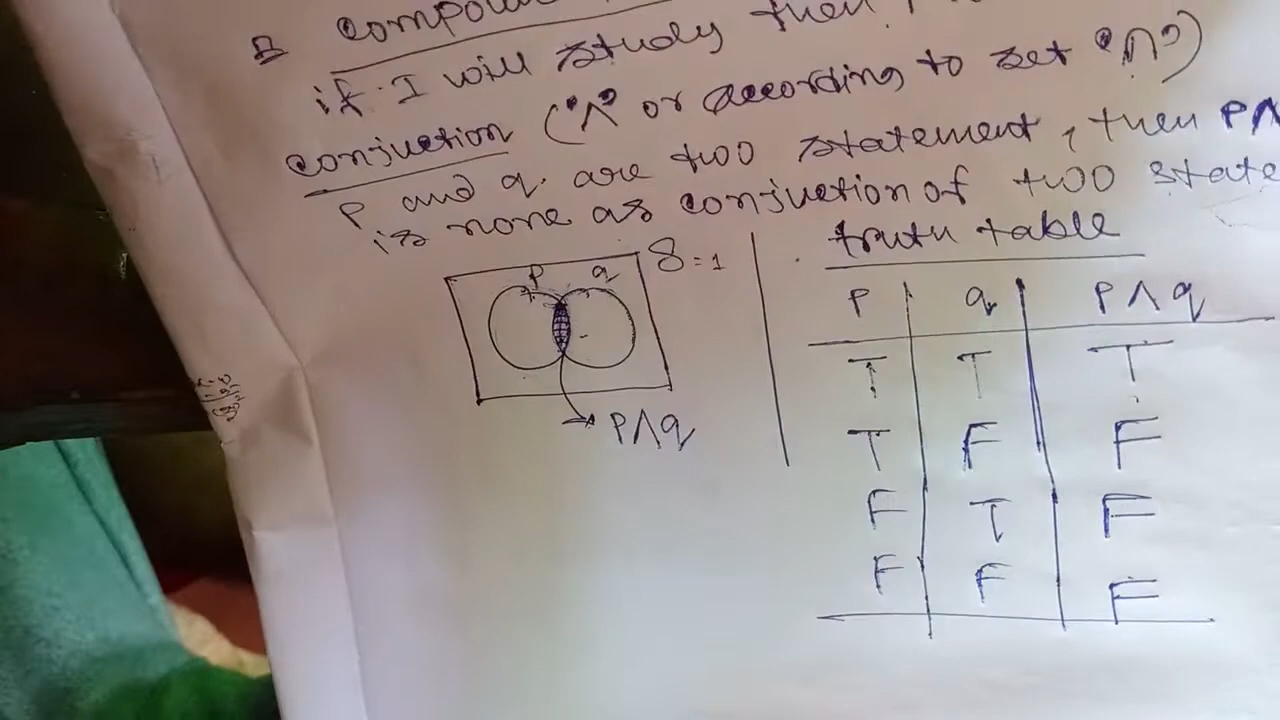 if I will study then
conjuction ("∧" or according to set "∩")
P and q are two statement, then P∧
is none as conjuction of two state
truth table
P q 8 = 1
P∧q
P q P∧q
T T T
T F F
F T F
F F F